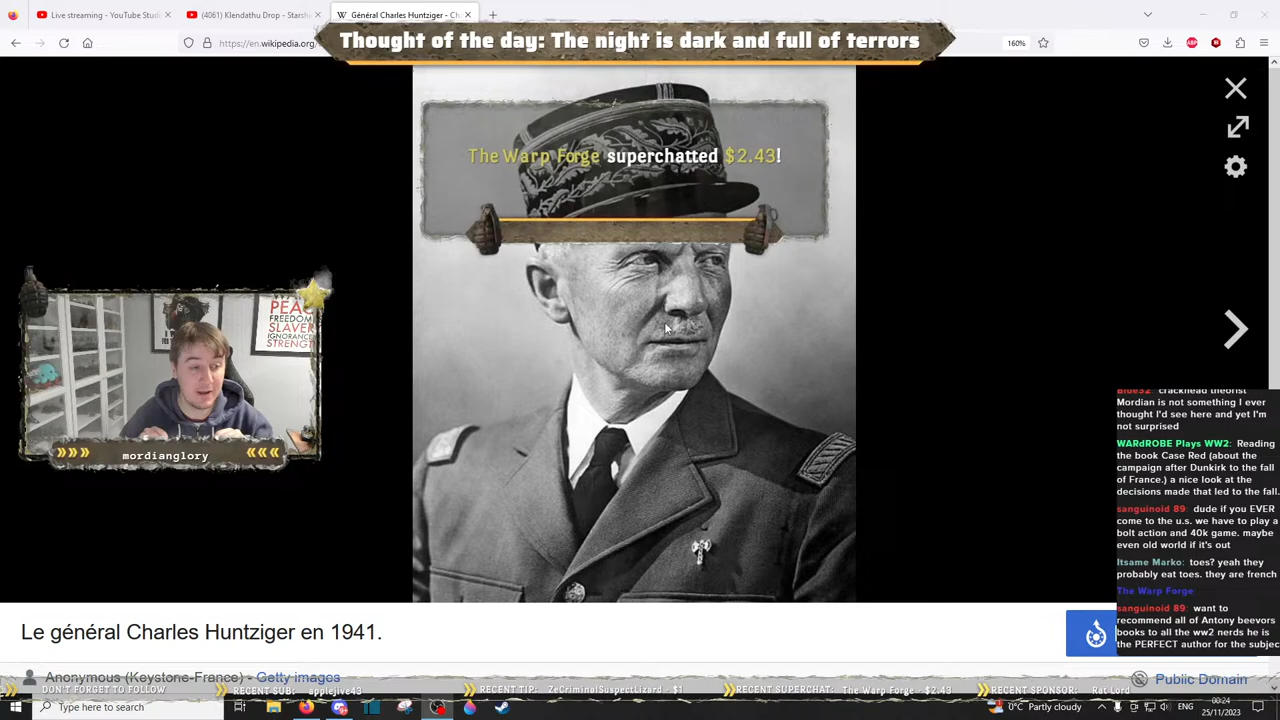 Live streaming - YouTube Stud
(4061) Klendathu Drop - Starshi
Général Charles Huntziger - Ch
https://en.wikipedia.org/
160%
Thought of the day: The night is dark and full of terrors
The Warp Forge superchatted $2.43!
PEAC
FREEDOM
SLAVER
IGNORANC
STRENGT
mordianglory
Blue32: crackhead theorist
Mordian is not something I ever
thought I'd see here and yet I'm
not surprised
WARdROBE Plays WW2: Reading
the book Case Red (about the
campaign after Dunkirk to the fall
of France.) a nice look at the
decisions made that led to the fall.
sanguinoid 89: dude if you EVER
come to the u.s. we have to play a
bolt action and 40k game. maybe
even old world if it's out
Itsame Marko: toes? yeah they
probably eat toes. they are french
The Warp Forge:
sanguinoid 89: want to
recommend all of Antony beevors
books to all the ww2 nerds he is
the PERFECT author for the subjec
Le général Charles Huntziger en 1941.
Anonymous (Keystone-France) - Getty images
Public Domain
DON'T FORGET TO FOLLOW
RECENT SUB: applejive43
RECENT TIP: ZeCriminalSuspectLizard - $1
RECENT SUPERCHAT: The Warp Forge - $2.43
RECENT SPONSOR: Rat Lord
Type here to search
0°C Partly cloudy
ENG
00:24
25/11/2023